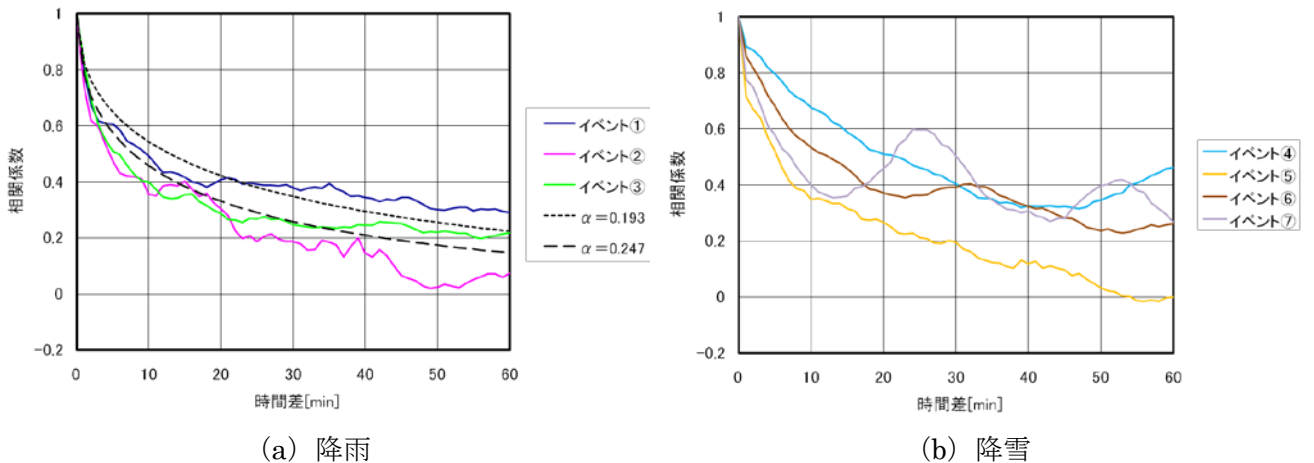 1
0.8
0.6
0.4
0.2
0
-0.2
相関係数
0 10 20 30 40 50 60
時間差[min]
イベント①
イベント②
イベント③
α=0.193
α=0.247
(a) 降雨
1
0.8
0.6
0.4
0.2
0
-0.2
相関係数
0 10 20 30 40 50 60
時間差[min]
イベント④
イベント⑤
イベント⑥
イベント⑦
(b) 降雪